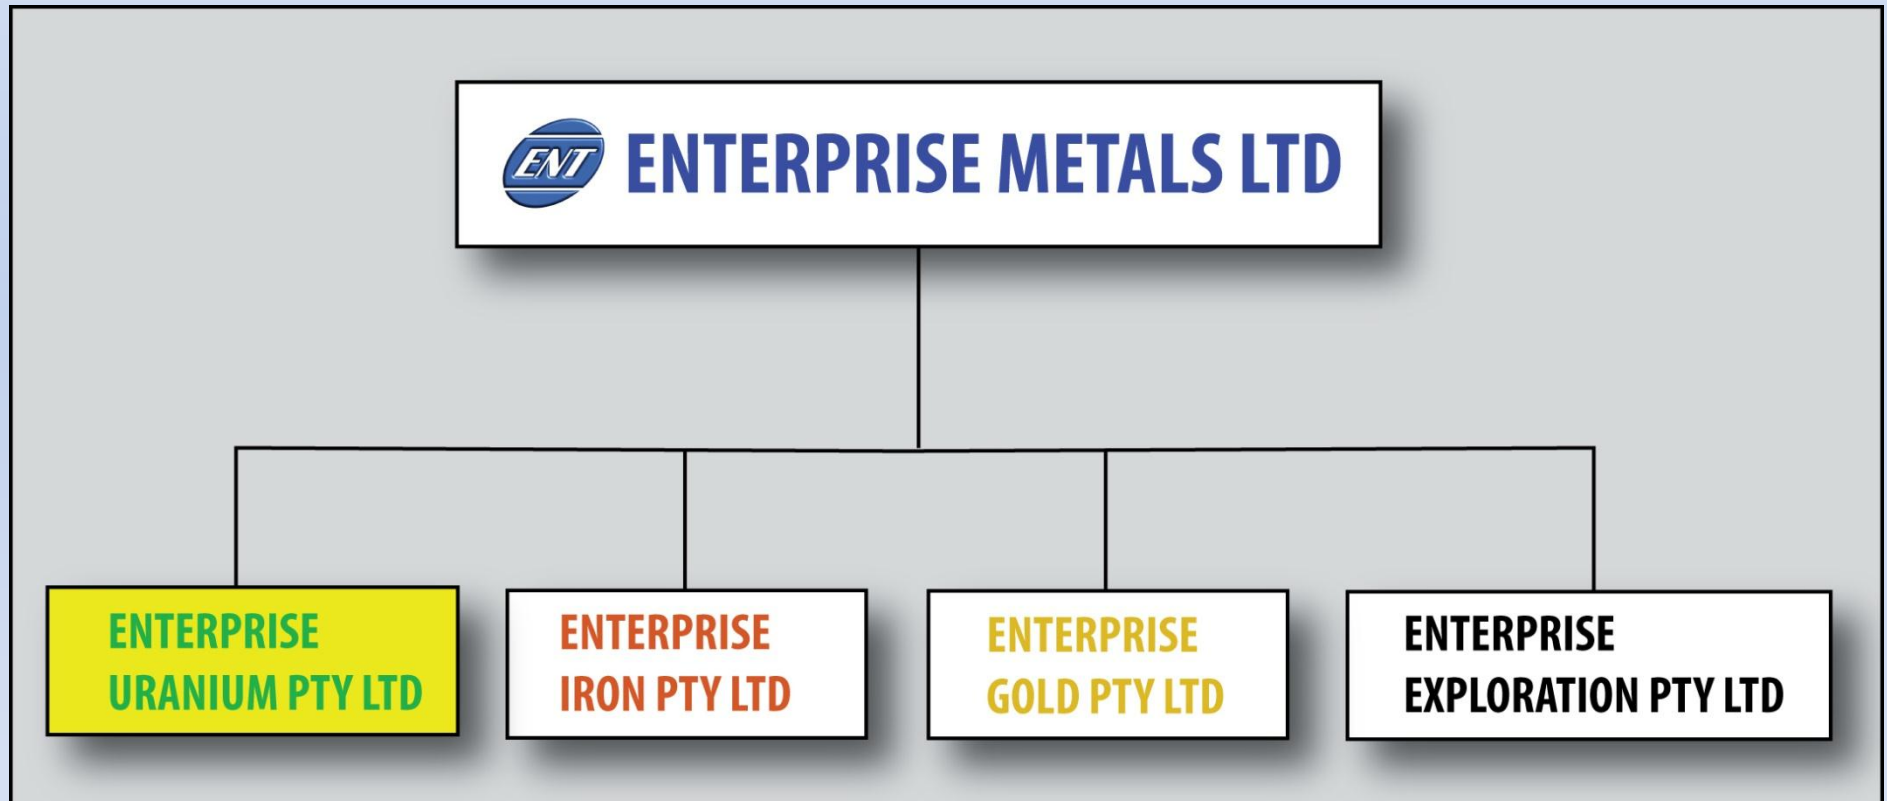 ENT ENTERPRISE METALS LTD
ENTERPRISE
URANIUM PTY LTD
ENTERPRISE
IRON PTY LTD
ENTERPRISE
GOLD PTY LTD
ENTERPRISE
EXPLORATION PTY LTD